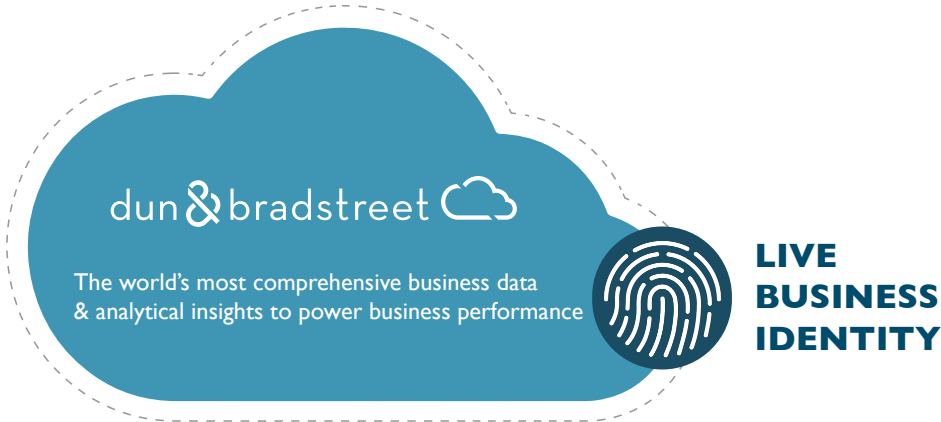 dun & bradstreet
The world's most comprehensive business data
& analytical insights to power business performance
LIVE
BUSINESS
IDENTITY